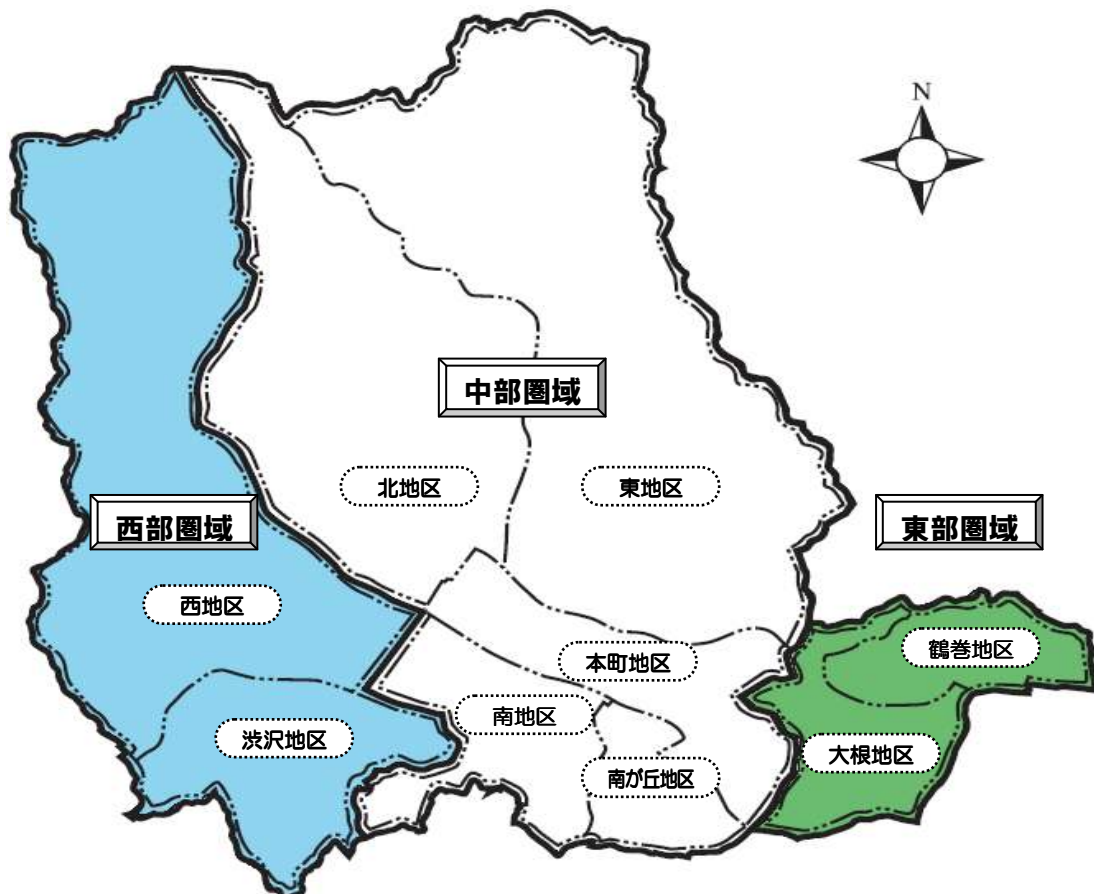 N
中部圏域
北地区
東地区
西部圏域
東部圏域
西地区
本町地区
鶴巻地区
南地区
渋沢地区
大根地区
南が丘地区